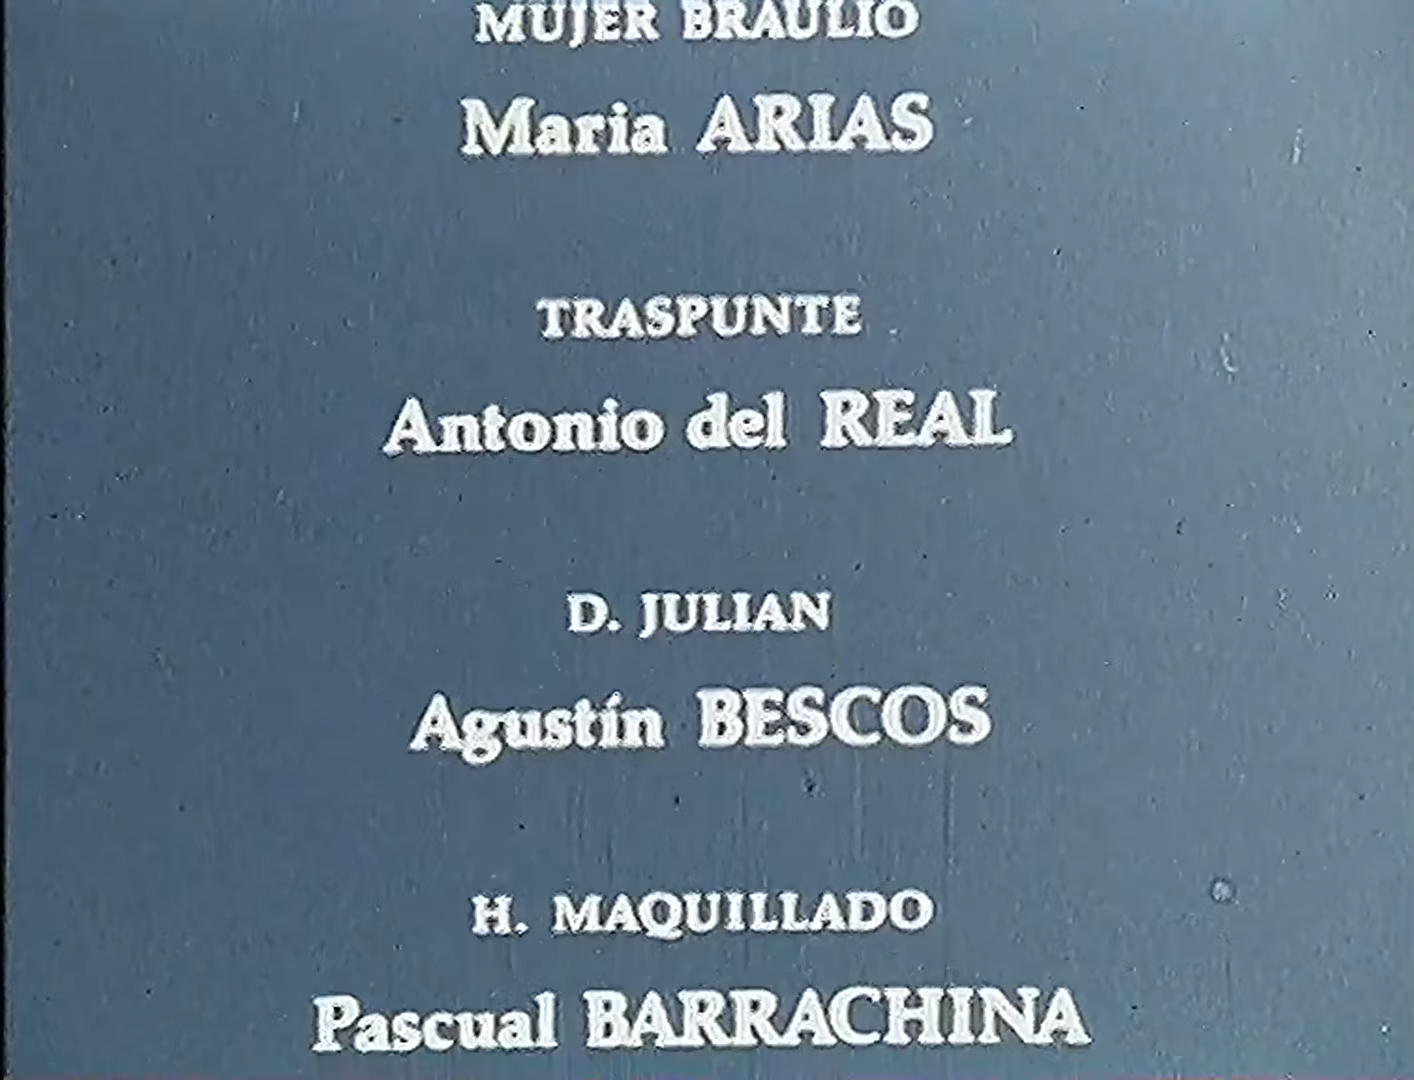 MUJER BRAULIO
Maria ARIAS
TRASPUNTE
Antonio del REAL
D. JULIAN
Agustín BESCOS
H. MAQUILLADO
Pascual BARRACHINA